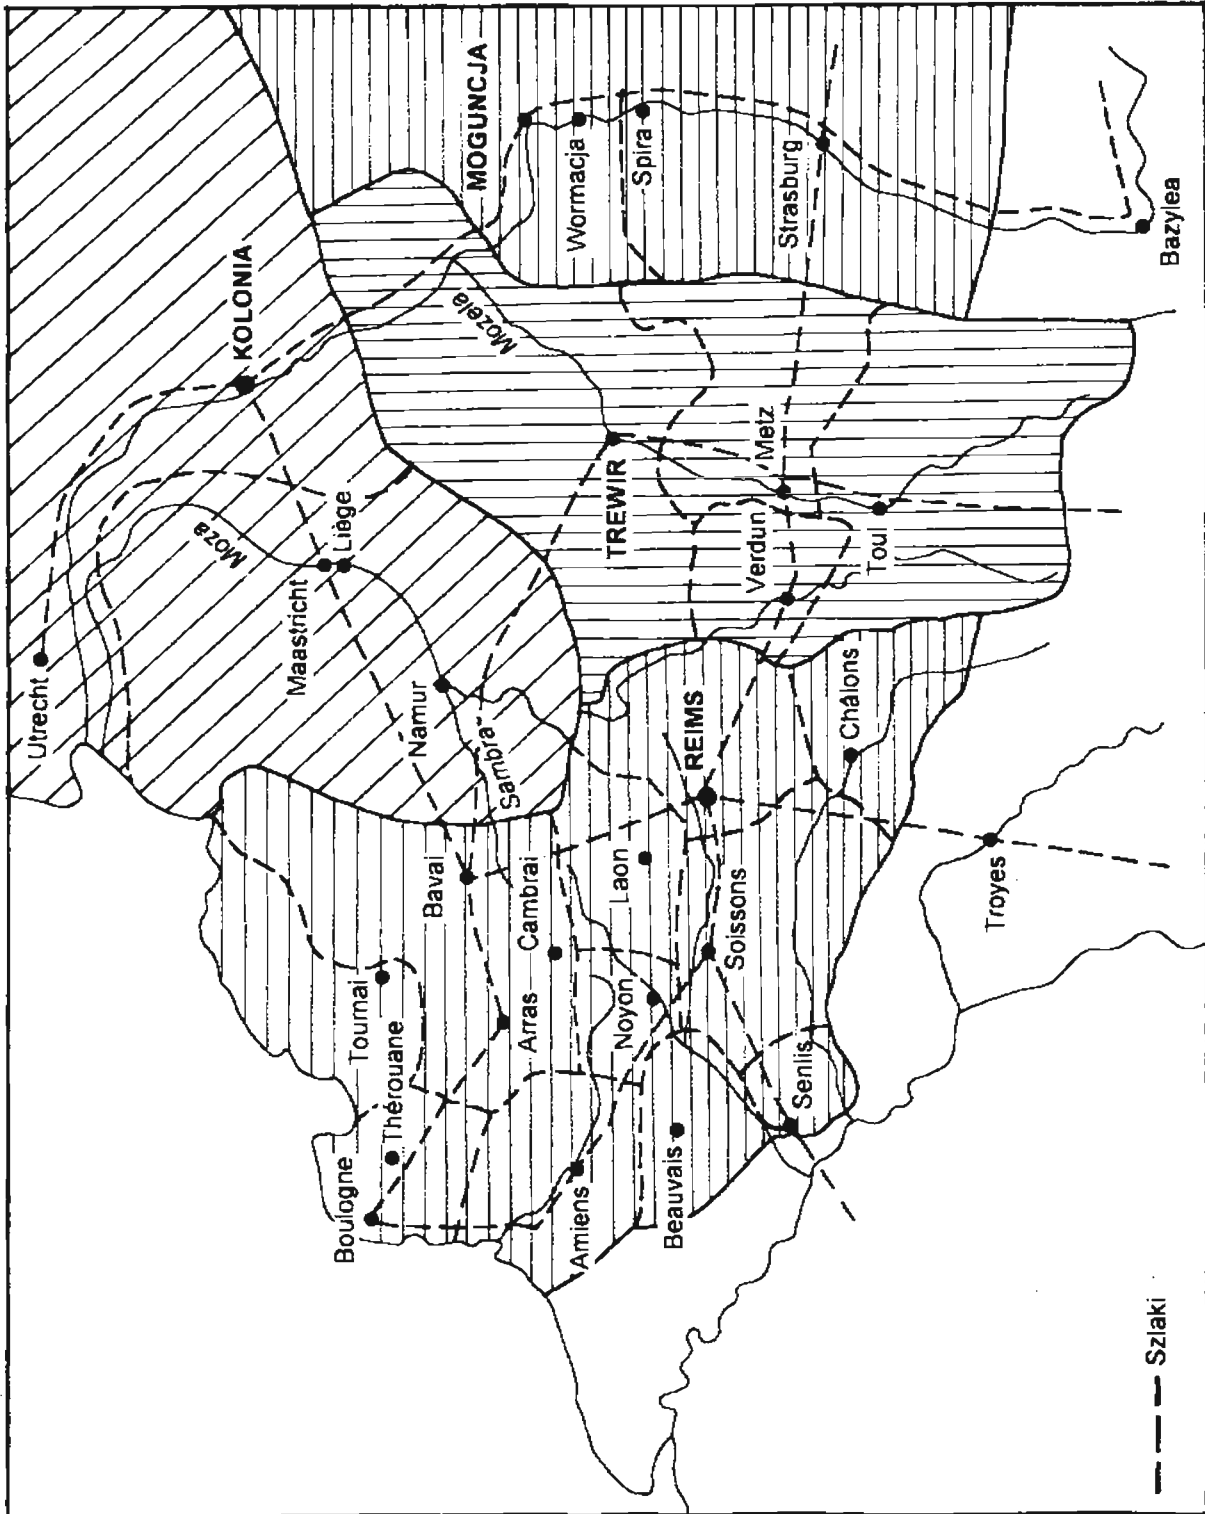 Utrecht
KOLONIA
Moza
Maastricht
Liège
MOGUNCJA
Namur
Sambra
Mozela
Wormacja
Spira
Boulogne
Thérouane
Tournai
Bavai
Arras
Cambrai
TREWIR
Strasburg
Amiens
Noyon
Laon
REIMS
Verdun
Metz
Beauvais
Soissons
Toul
Senlis
Châlons
Troyes
Bazylea
Szlaki